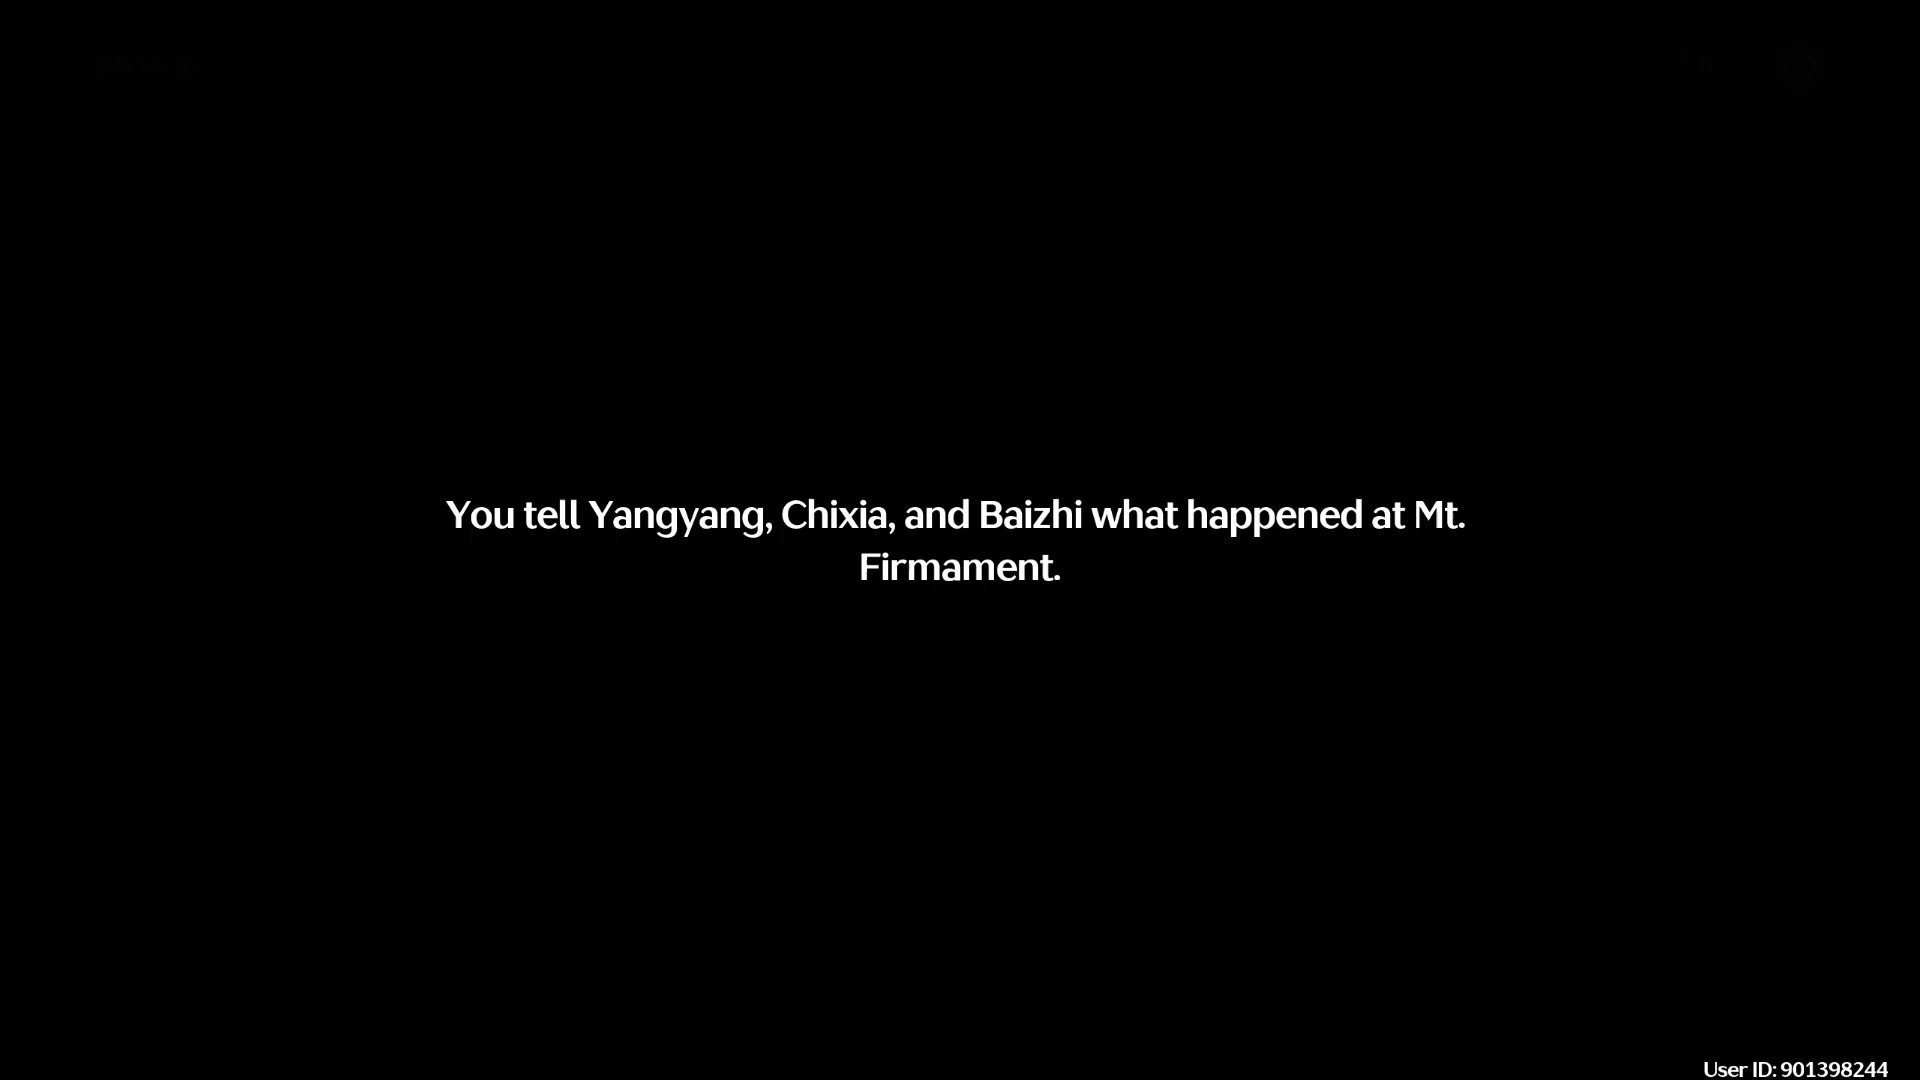 You tell Yangyang, Chixia, and Baizhi what happened at Mt.
Firmament.
User ID: 901398244